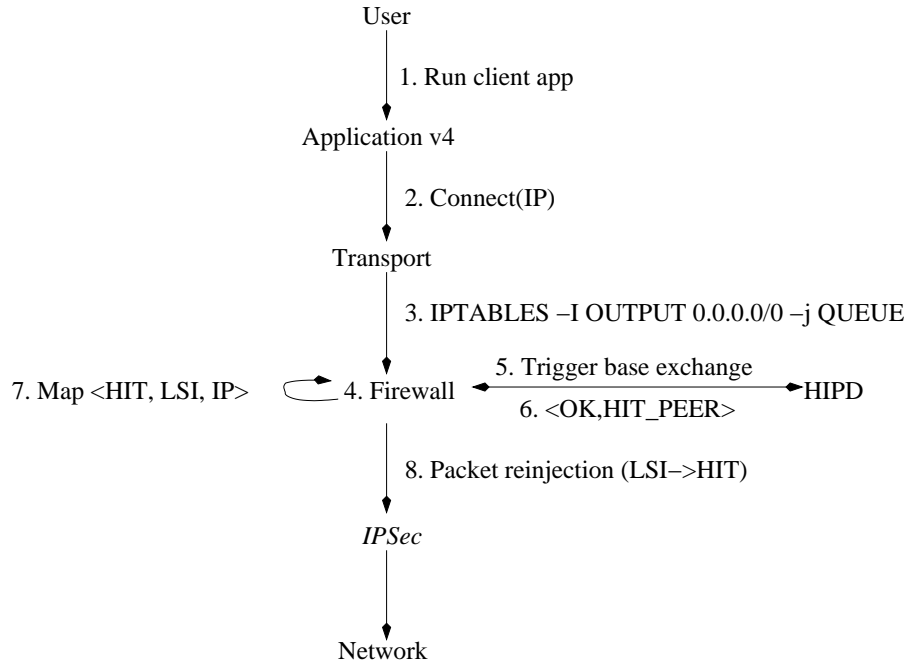 User
1. Run client app
Application v4
2. Connect(IP)
Transport
3. IPTABLES −I OUTPUT 0.0.0.0/0 −j QUEUE
7. Map <HIT, LSI, IP>
4. Firewall
5. Trigger base exchange
6. <OK,HIT_PEER>
HIPD
8. Packet reinjection (LSI−>HIT)
IPSec
Network